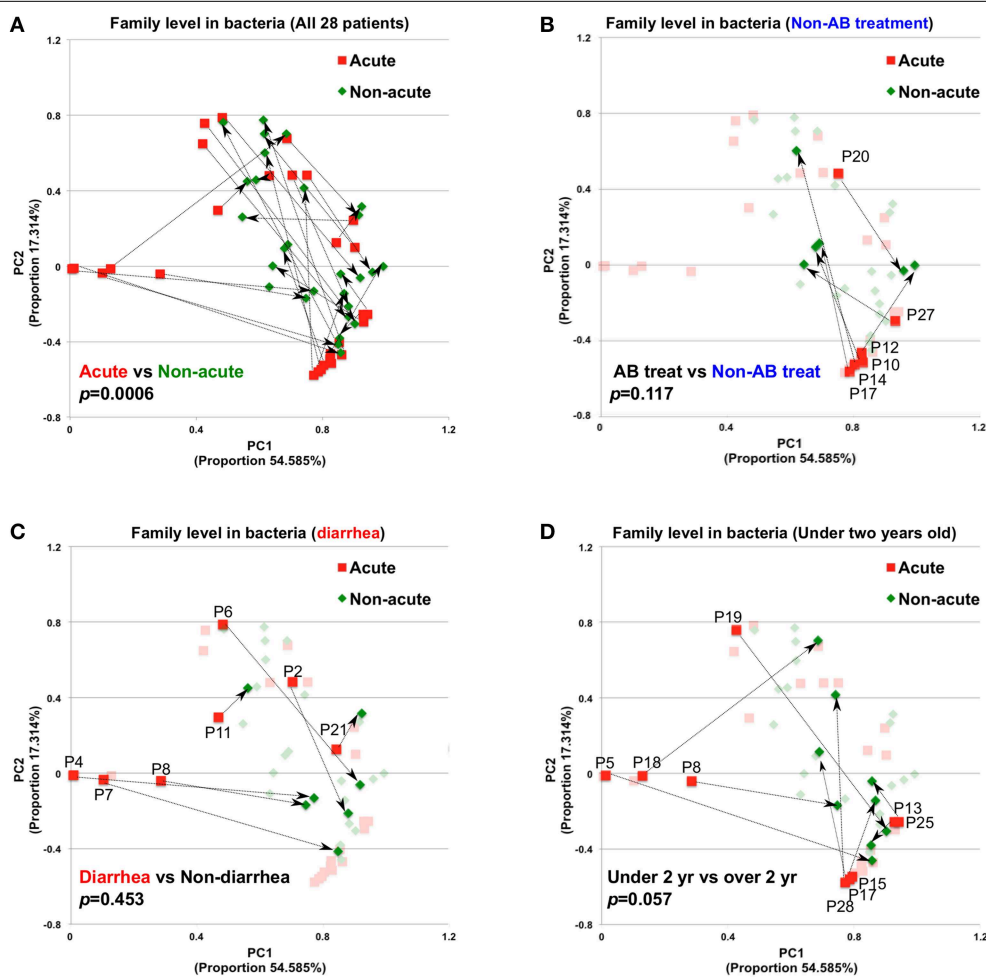 A
Family level in bacteria (All 28 patients)
1.2
Acute
Non-acute
0.8
0.4
PC2
(Proportion 17.314%)
0
-0.4
Acute vs Non-acute
p=0.0006
-0.8
0 0.4 0.8 1.2
PC1
(Proportion 54.585%)
B
Family level in bacteria (Non-AB treatment)
1.2
Acute
Non-acute
0.8
P20
0.4
PC2
(Proportion 17.314%)
0
P27
-0.4
P12
P10
P14
P17
AB treat vs Non-AB treat
p=0.117
-0.8
0 0.4 0.8 1.2
PC1
(Proportion 54.585%)
C
Family level in bacteria (diarrhea)
1.2
Acute
Non-acute
0.8
P6
P2
0.4
P11
P21
PC2
(Proportion 17.314%)
P4
0
P8
P7
-0.4
Diarrhea vs Non-diarrhea
p=0.453
-0.8
0 0.4 0.8 1.2
PC1
(Proportion 54.585%)
D
Family level in bacteria (Under two years old)
1.2
Acute
Non-acute
0.8
P19
0.4
PC2
(Proportion 17.314%)
P5 P18
0
P8
P13
P25
-0.4
P15
P17
P28
Under 2 yr vs over 2 yr
p=0.057
-0.8
0 0.4 0.8 1.2
PC1
(Proportion 54.585%)